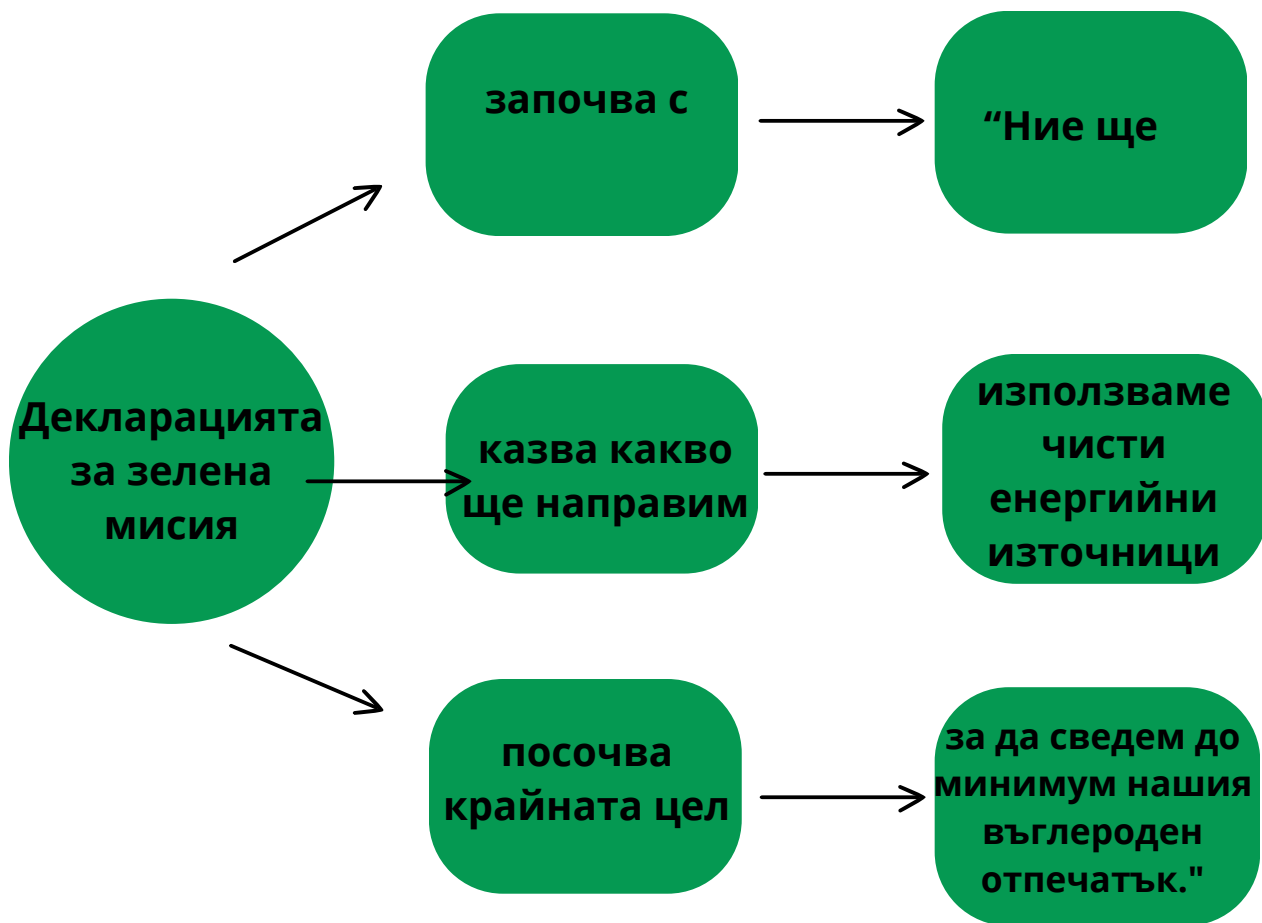 започва с
“Ние ще
Декларацията
за зелена
мисия
казва какво
ще направим
използваме
чисти
енергийни
източници
посочва
крайната цел
за да сведем до
минимум нашия
въглероден
отпечатък."